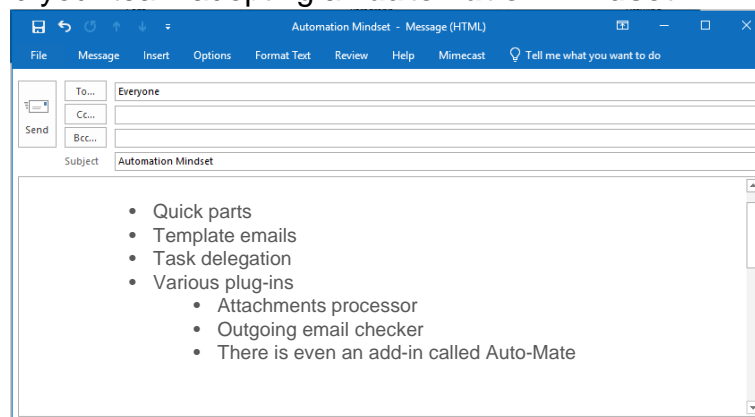 Automation Mindset - Message (HTML)
File Message Insert Options Format Text Review Help Mimecast Tell me what you want to do
To... Everyone
Cc...
Send
Bcc...
Subject Automation Mindset
• Quick parts
• Template emails
• Task delegation
• Various plug-ins
• Attachments processor
• Outgoing email checker
• There is even an add-in called Auto-Mate